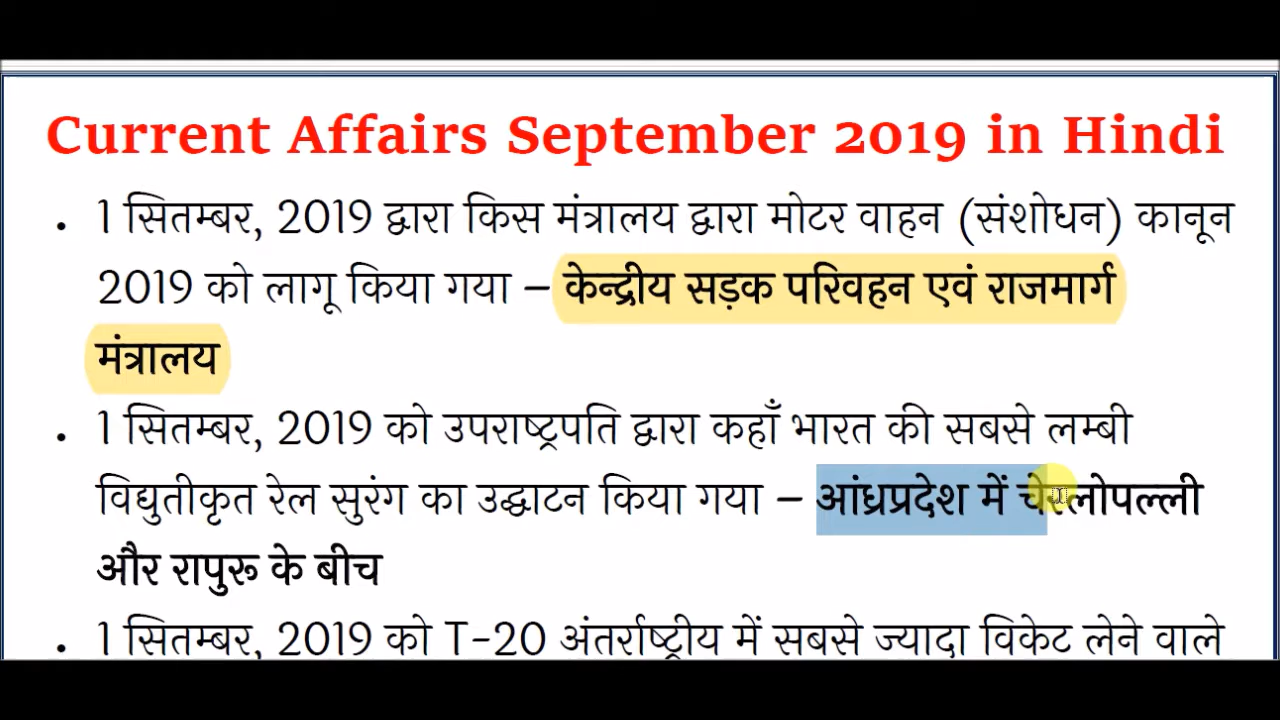 Current Affairs September 2019 in Hindi
• 1 सितम्बर, 2019 द्वारा किस मंत्रालय द्वारा मोटर वाहन (संशोधन) कानून
2019 को लागू किया गया – केन्द्रीय सड़क परिवहन एवं राजमार्ग
मंत्रालय
• 1 सितम्बर, 2019 को उपराष्ट्रपति द्वारा कहाँ भारत की सबसे लम्बी
विद्युतीकृत रेल सुरंग का उद्घाटन किया गया – आंध्रप्रदेश में चेरलोपल्ली
और रापुरू के बीच
• 1 सितम्बर, 2019 को T-20 अंतर्राष्ट्रीय में सबसे ज्यादा विकेट लेने वाले